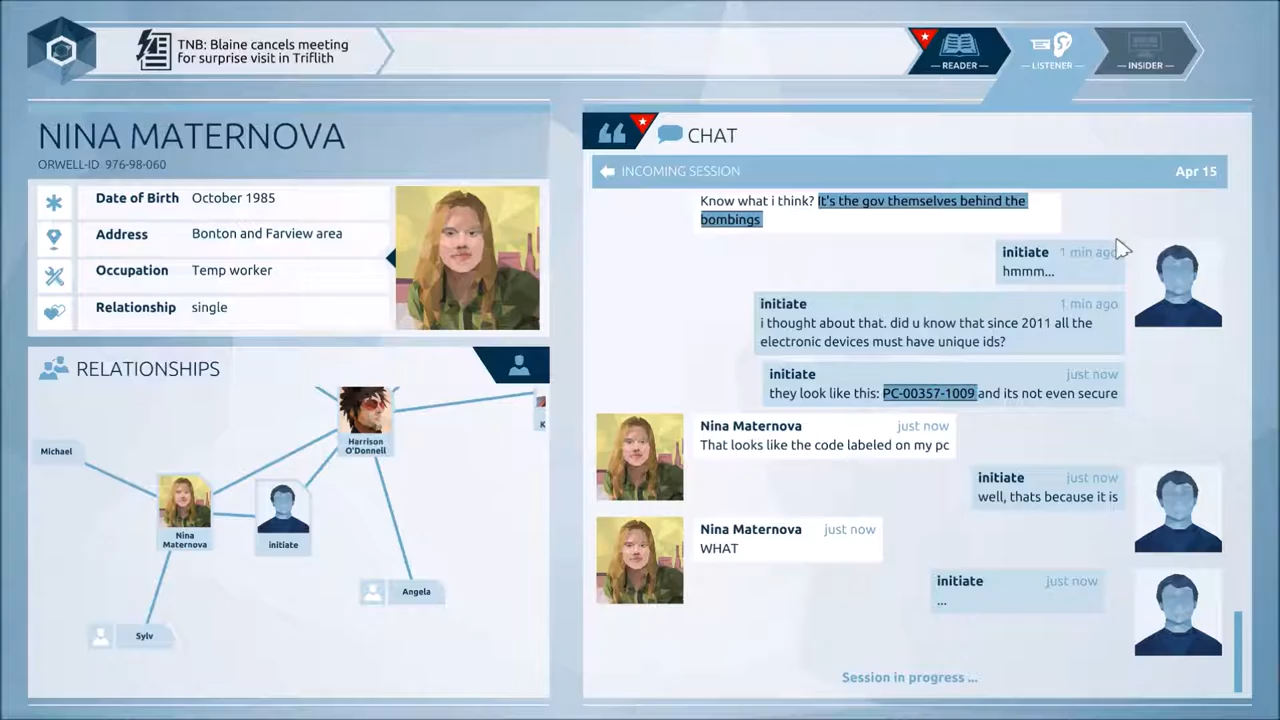 TNB: Blaine cancels meeting
for surprise visit in Triflith
— READER —
— LISTENER —
— INSIDER —
NINA MATERNOVA
ORWELL-ID 976-98-060
Date of Birth October 1985
Address Bonton and Farview area
Occupation Temp worker
Relationship single
RELATIONSHIPS
Harrison
O'Donnell
K
Michael
Nina
Maternova
initiate
Angela
Sylv
CHAT
INCOMING SESSION Apr 15
Know what i think? It's the gov themselves behind the
bombings
initiate 1 min ago
hmmm...
initiate 1 min ago
i thought about that. did u know that since 2011 all the
electronic devices must have unique ids?
initiate just now
they look like this: PC-00357-1009 and its not even secure
Nina Maternova just now
That looks like the code labeled on my pc
initiate just now
well, thats because it is
Nina Maternova just now
WHAT
initiate just now
...
Session in progress ...